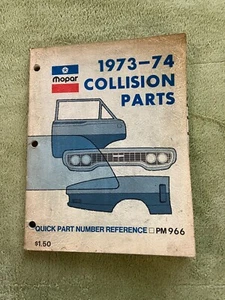 Mopar
1973-74
COLLISION
PARTS
QUICK PART NUMBER REFERENCE □ PM 966
$1.50